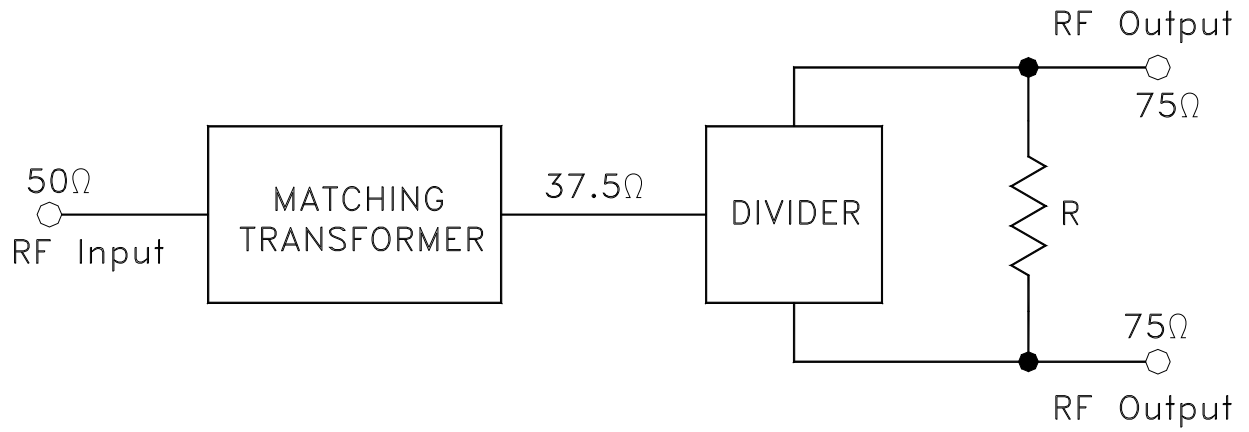 RF Output
75Ω
50Ω
RF Input
MATCHING
TRANSFORMER
37.5Ω
DIVIDER
R
75Ω
RF Output